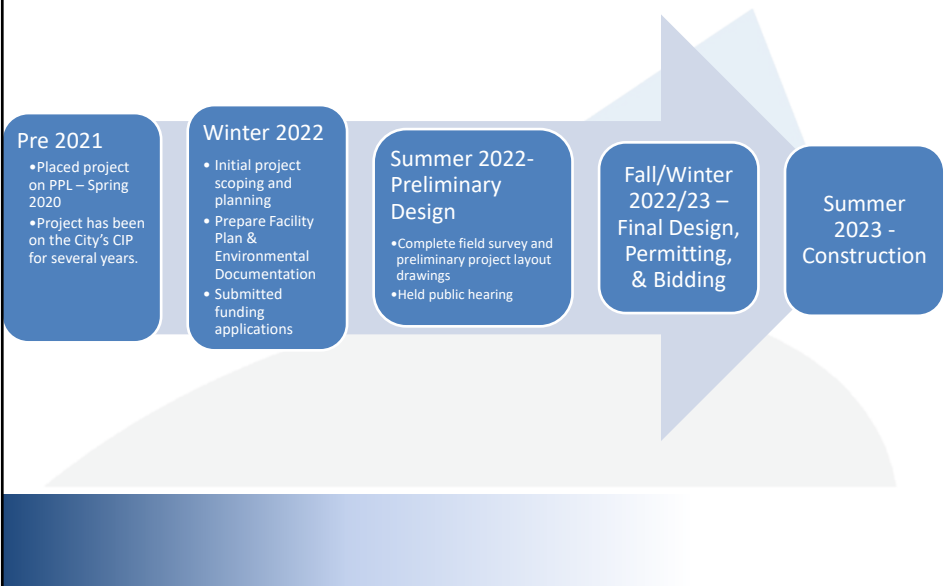 Pre 2021
•Placed project
on PPL – Spring
2020
•Project has been
on the City's CIP
for several years.
Winter 2022
• Initial project
scoping and
planning
• Prepare Facility
Plan &
Environmental
Documentation
• Submitted
funding
applications
Summer 2022-
Preliminary
Design
•Complete field survey and
preliminary project layout
drawings
•Held public hearing
Fall/Winter
2022/23 –
Final Design,
Permitting,
& Bidding
Summer
2023 -
Construction